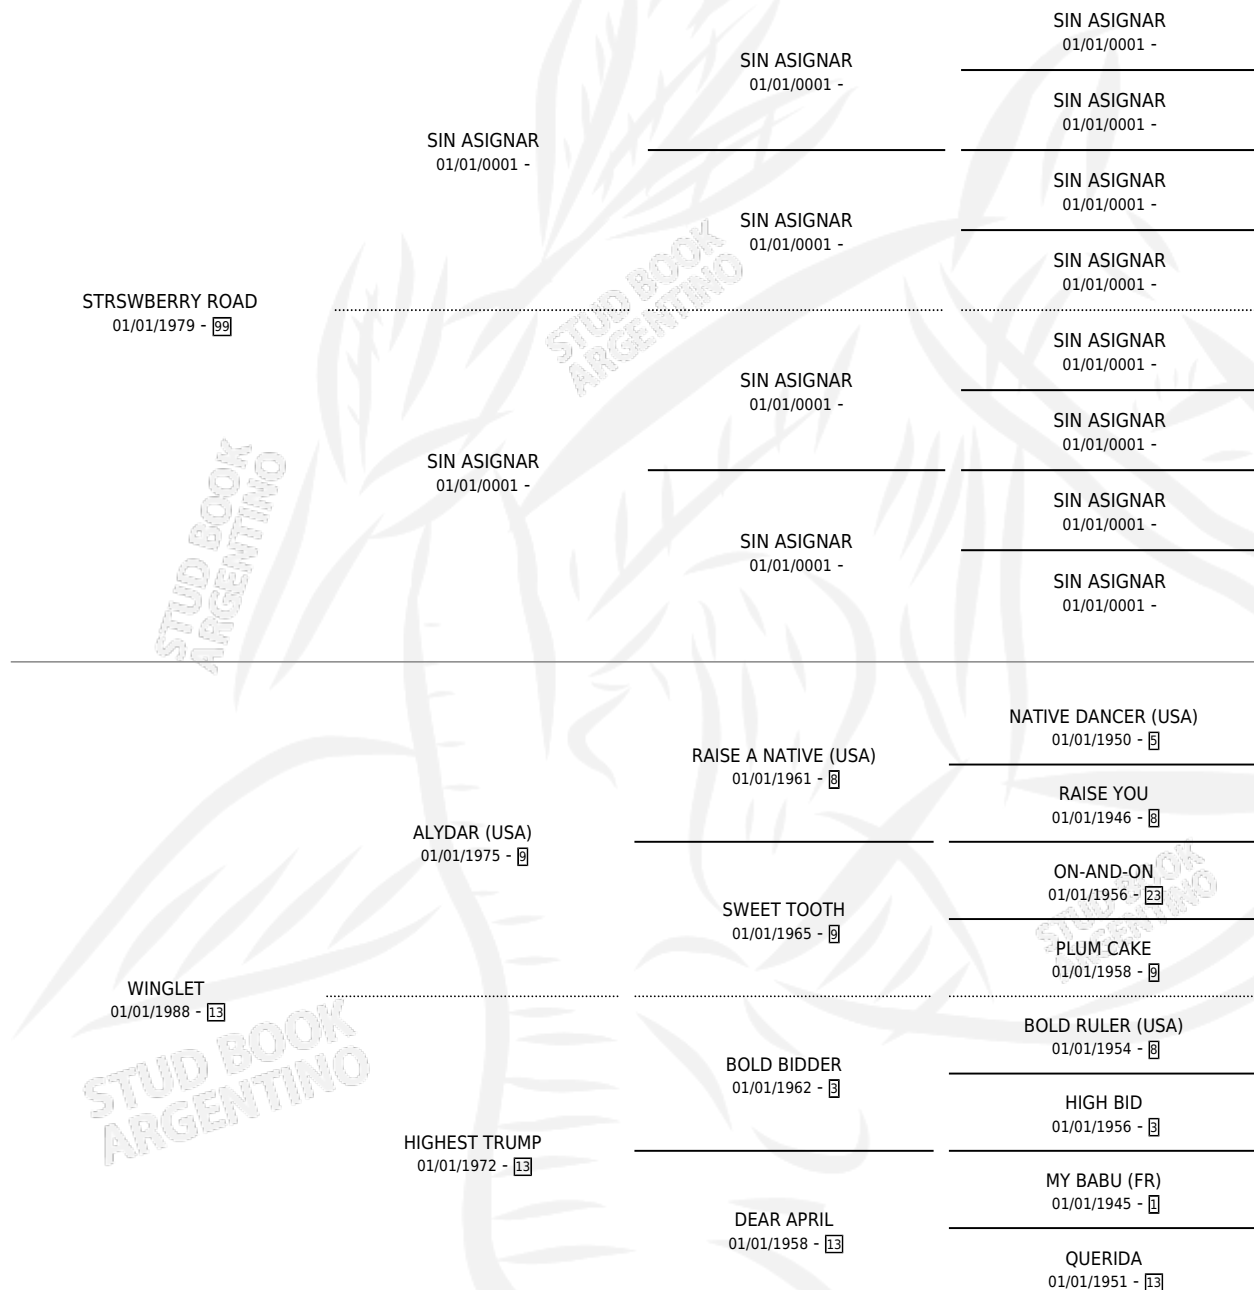 SIN ASIGNAR
01/01/0001 -
SIN ASIGNAR
01/01/0001 -
SIN ASIGNAR
01/01/0001 -
SIN ASIGNAR
01/01/0001 -
SIN ASIGNAR
01/01/0001 -
SIN ASIGNAR
01/01/0001 -
SIN ASIGNAR
01/01/0001 -
STRSWBERRY ROAD
01/01/1979 - 99
SIN ASIGNAR
01/01/0001 -
SIN ASIGNAR
01/01/0001 -
SIN ASIGNAR
01/01/0001 -
SIN ASIGNAR
01/01/0001 -
SIN ASIGNAR
01/01/0001 -
SIN ASIGNAR
01/01/0001 -
SIN ASIGNAR
01/01/0001 -
STUD BOOK
ARGENTINO
STUD BOOK
ARGENTINO
NATIVE DANCER (USA)
01/01/1950 - 5
RAISE A NATIVE (USA)
01/01/1961 - 8
RAISE YOU
01/01/1946 - 8
ALYDAR (USA)
01/01/1975 - 9
ON-AND-ON
01/01/1956 - 23
SWEET TOOTH
01/01/1965 - 9
PLUM CAKE
01/01/1958 - 9
STUD BOOK
ARGENTINO
WINGLET
01/01/1988 - 13
BOLD RULER (USA)
01/01/1954 - 8
BOLD BIDDER
01/01/1962 - 3
HIGH BID
01/01/1956 - 3
HIGHEST TRUMP
01/01/1972 - 13
MY BABU (FR)
01/01/1945 - 1
DEAR APRIL
01/01/1958 - 13
QUERIDA
01/01/1951 - 13
STUD BOOK
ARGENTINO